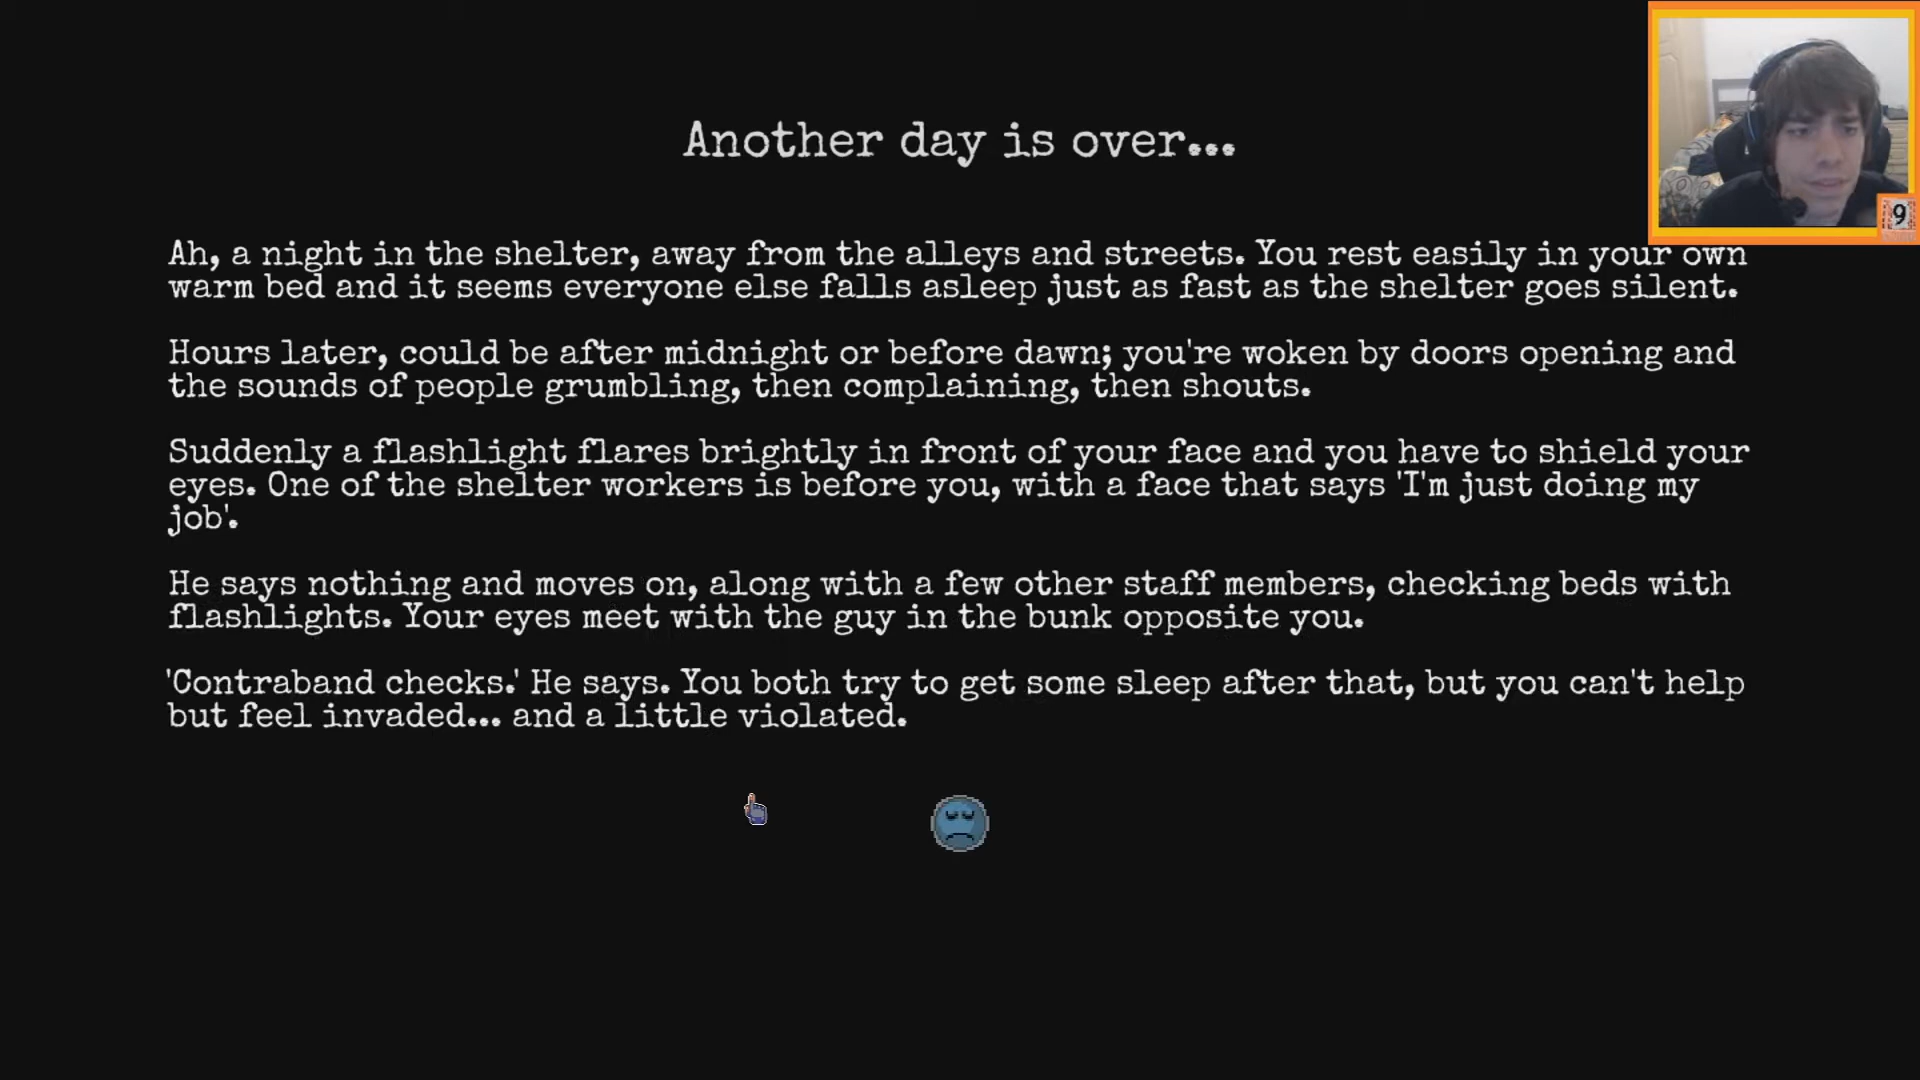 Another day is over...
Ah, a night in the shelter, away from the alleys and streets. You rest easily in your own
warm bed and it seems everyone else falls asleep just as fast as the shelter goes silent.
Hours later, could be after midnight or before dawn; you're woken by doors opening and
the sounds of people grumbling, then complaining, then shouts.
Suddenly a flashlight flares brightly in front of your face and you have to shield your
eyes. One of the shelter workers is before you, with a face that says 'I'm just doing my
job'.
He says nothing and moves on, along with a few other staff members, checking beds with
flashlights. Your eyes meet with the guy in the bunk opposite you.
'Contraband checks.' He says. You both try to get some sleep after that, but you can't help
but feel invaded... and a little violated.
9